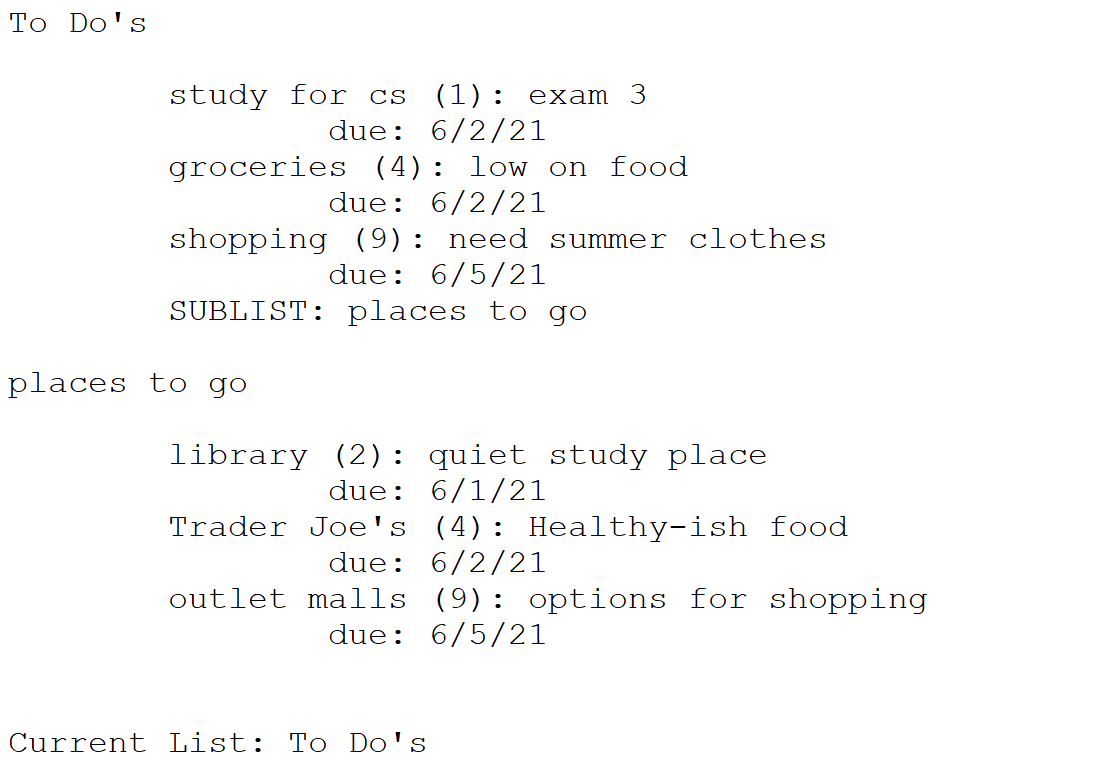 To Do's
study for cs (1): exam 3
due: 6/2/21
groceries (4): low on food
due: 6/2/21
shopping (9): need summer clothes
due: 6/5/21
SUBLIST: places to go
places to go
library (2): quiet study place
due: 6/1/21
Trader Joe's (4): Healthy-ish food
due: 6/2/21
outlet malls (9): options for shopping
due: 6/5/21
Current List: To Do's